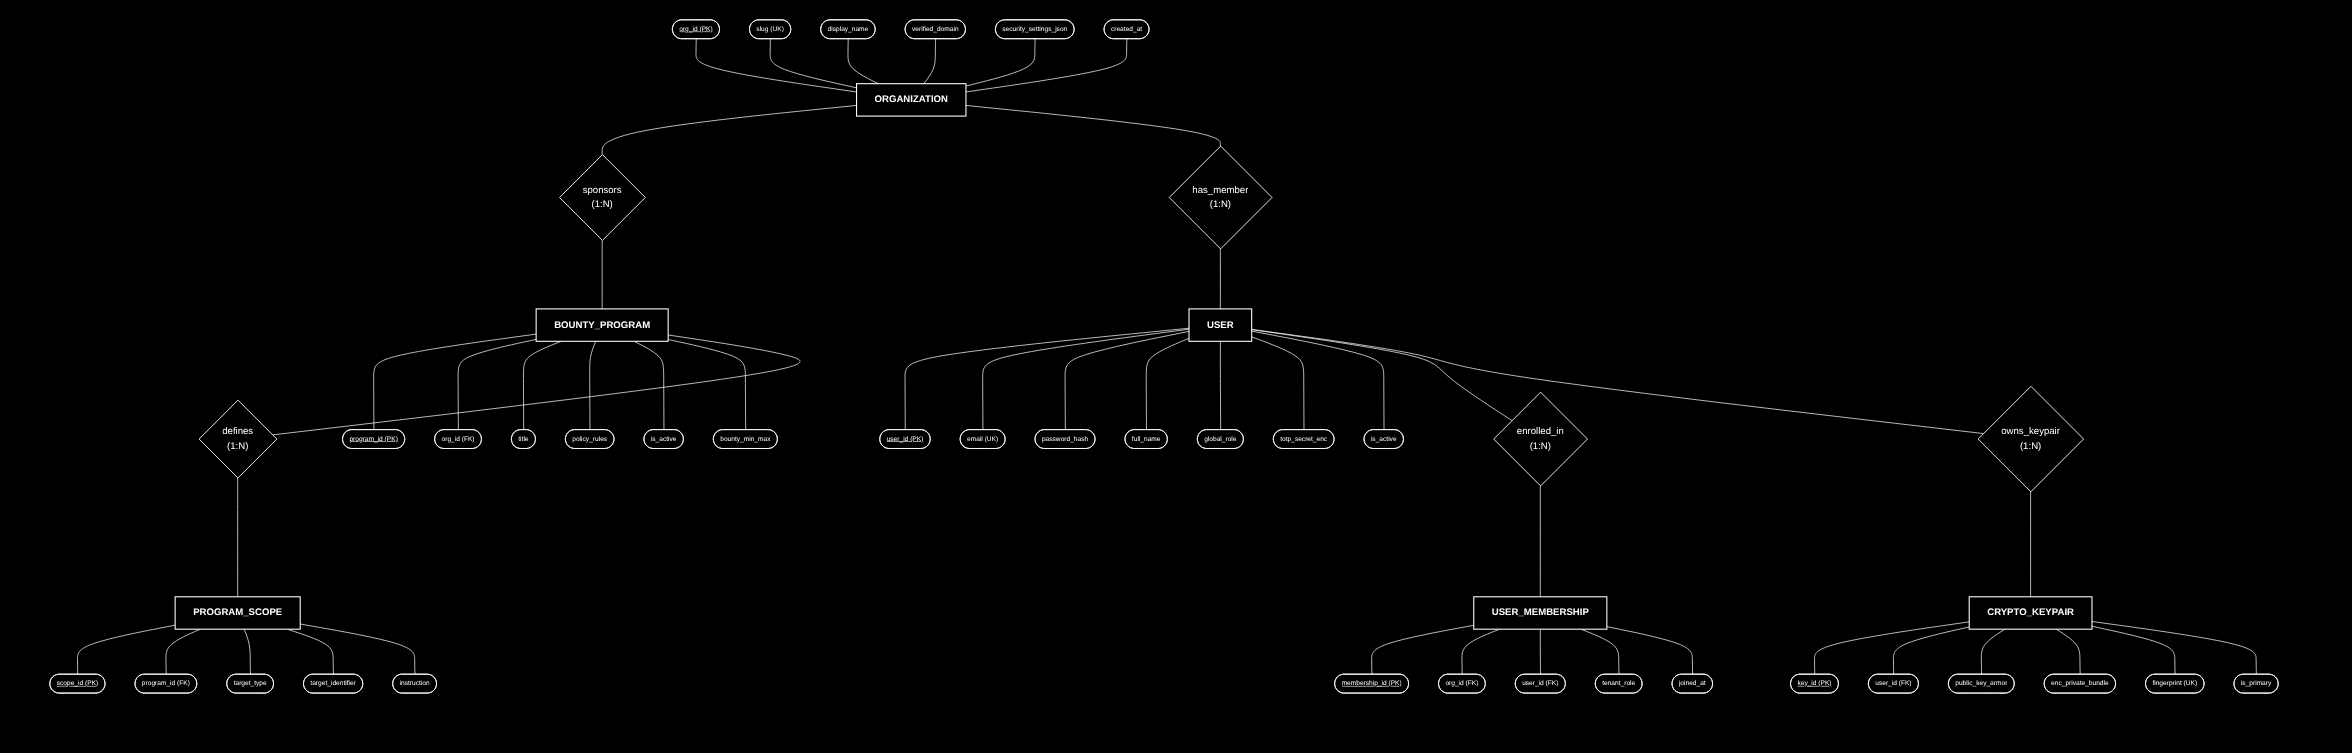 org_id (PK)
slug (UK)
display_name
verified_domain
security_settings_json
created_at
ORGANIZATION
sponsors
(1:N)
has_member
(1:N)
BOUNTY_PROGRAM
USER
defines
(1:N)
program_id (PK)
org_id (FK)
title
policy_rules
is_active
bounty_min_max
user_id (PK)
email (UK)
password_hash
full_name
global_role
totp_secret_enc
is_active
enrolled_in
(1:N)
owns_keypair
(1:N)
PROGRAM_SCOPE
USER_MEMBERSHIP
CRYPTO_KEYPAIR
scope_id (PK)
program_id (FK)
target_type
target_identifier
instruction
membership_id (PK)
org_id (FK)
user_id (FK)
tenant_role
joined_at
key_id (PK)
user_id (FK)
public_key_armor
enc_private_bundle
fingerprint (UK)
is_primary